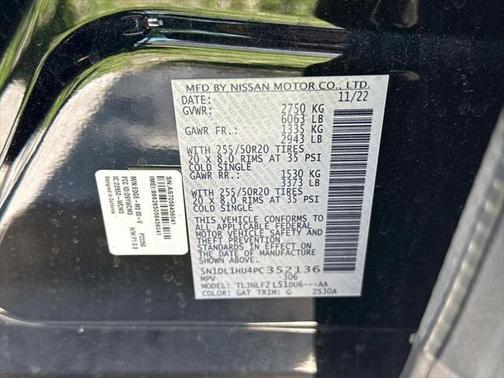 MFD BY NISSAN MOTOR CO., LTD.
DATE: 11/22
GVWR: 2750 KG
6063 LB
GAWR FR.: 1335 KG
2943 LB
WITH 255/50R20 TIRES
20 X 8.0 RIMS AT 35 PSI
COLD SINGLE
GAWR RR.: 1530 KG
3373 LB
WITH 255/50R20 TIRES
20 X 8.0 RIMS AT 35 PSI
COLD SINGLE
THIS VEHICLE CONFORMS TO ALL
APPLICABLE FEDERAL MOTOR
VEHICLE SAFETY AND THEFT
PREVENTION STANDARDS IN
EFFECT ON THE DATE OF
MANUFACTURE SHOWN ABOVE.
5N1DL1HU4PC352136
MPV 306
MODEL: TLJNLFZ L51DU6---AA
COLOR: GAT TRIM: G ZS30A